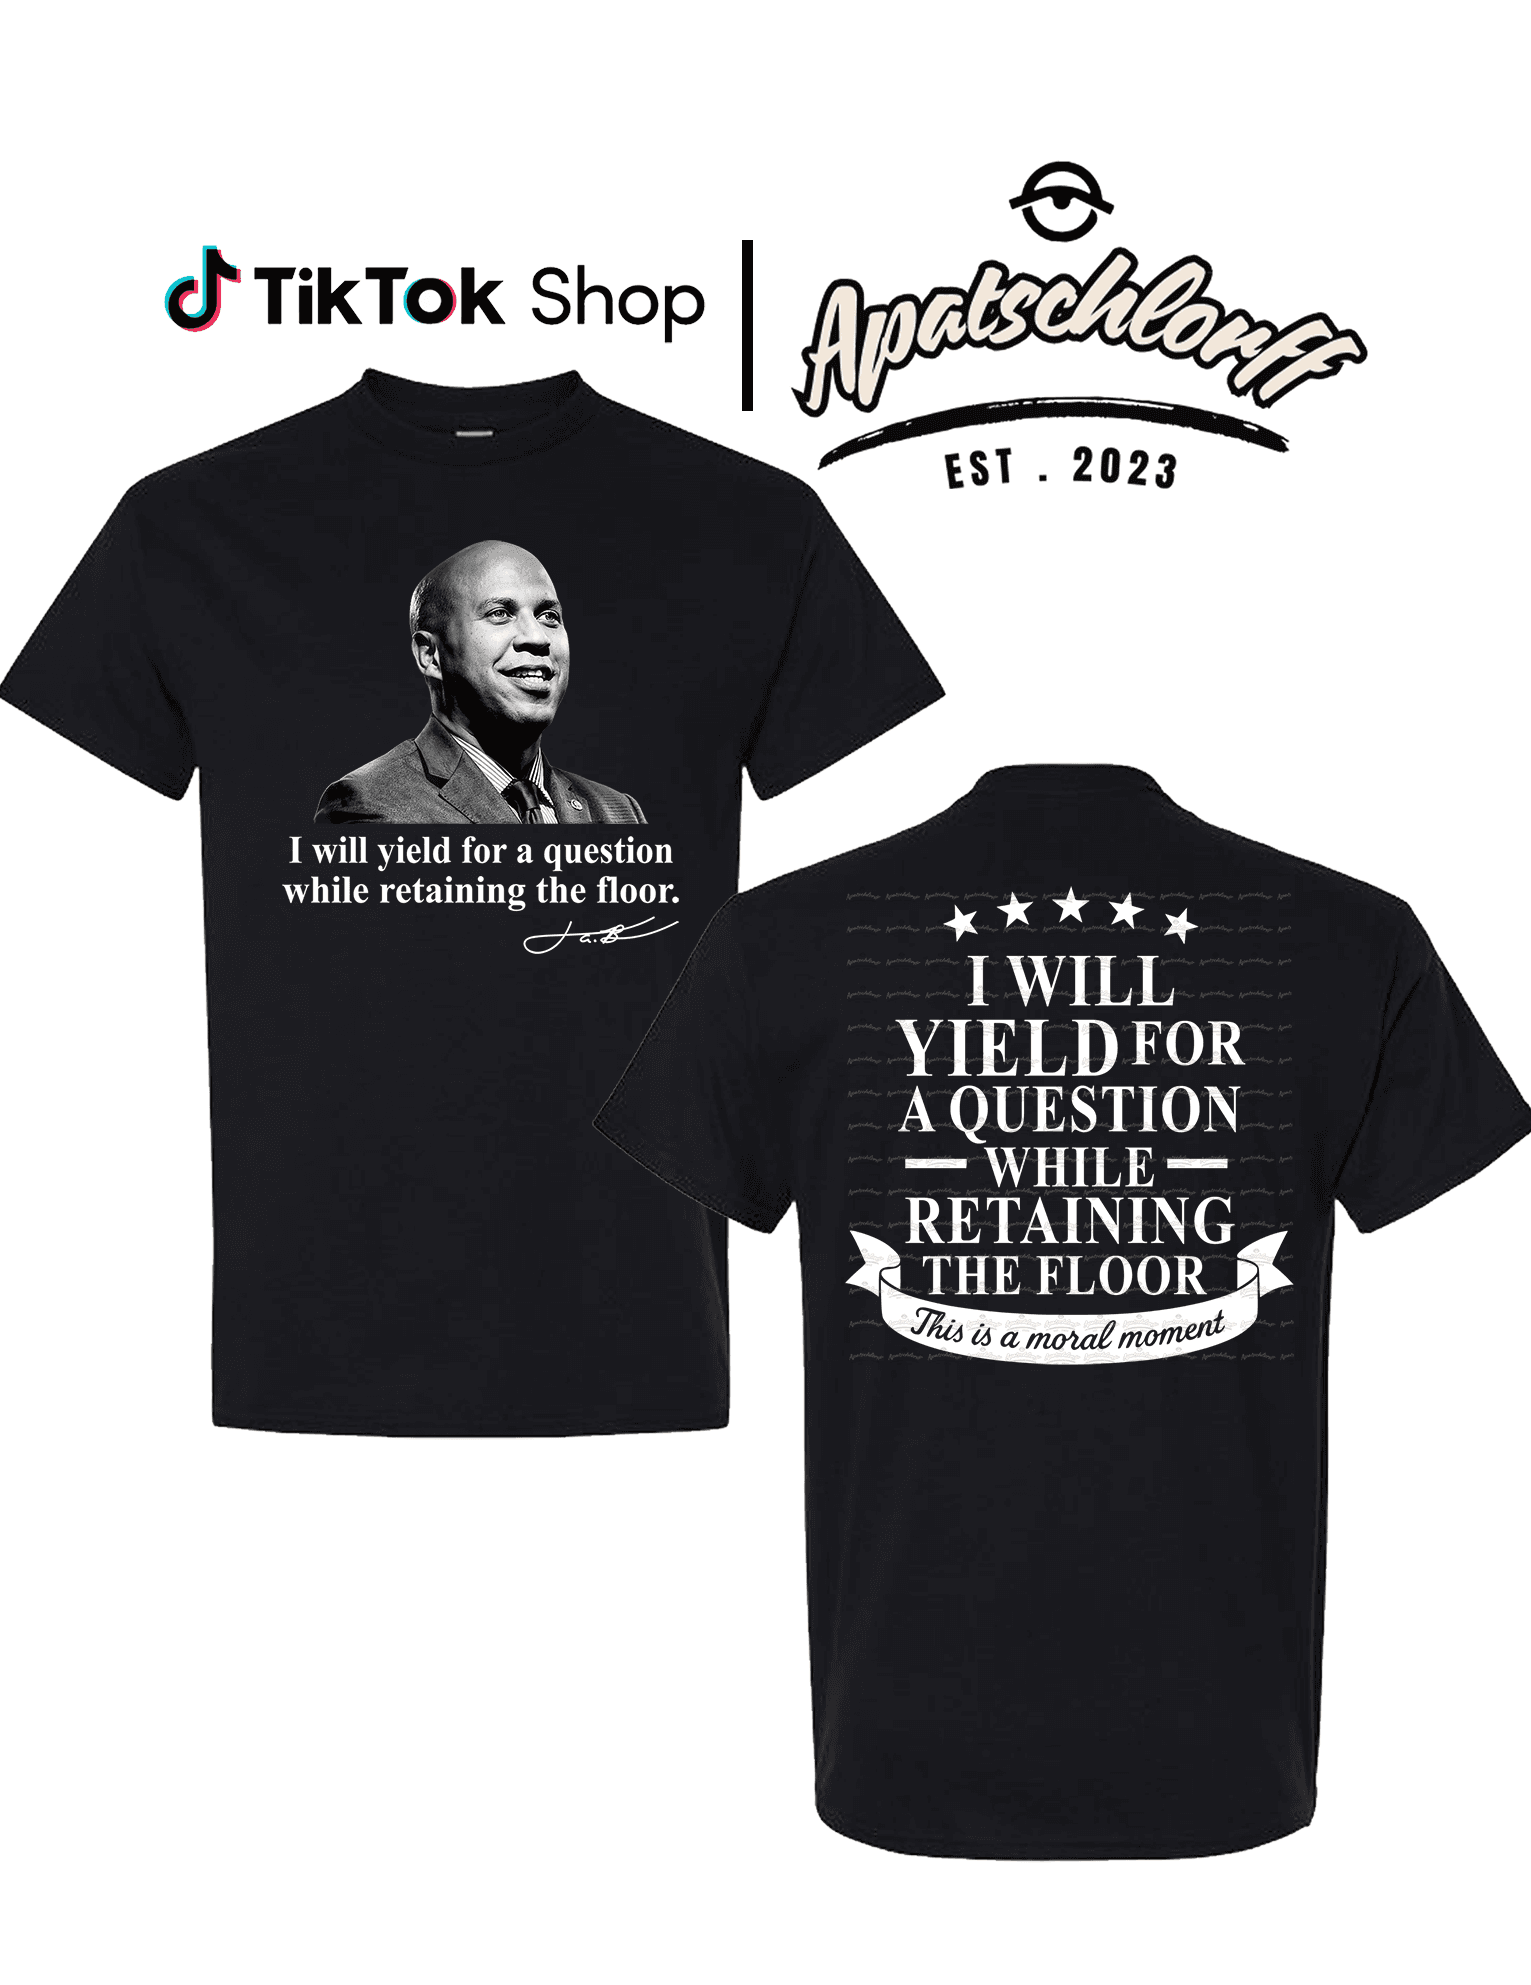 TikTok Shop
Apatschlorff
EST . 2023
I will yield for a question
while retaining the floor.
I WILL
YIELD FOR
A QUESTION
WHILE
RETAINING
THE FLOOR
This is a moral moment